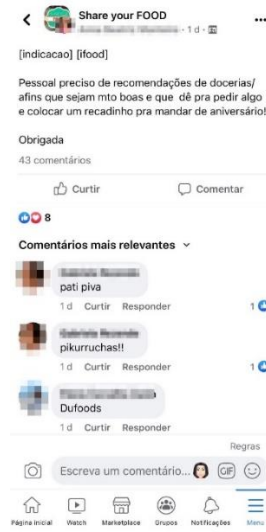 Share your FOOD
· 1 d ·
[indicacao] [ifood]
Pessoal preciso de recomendações de docerias/
afins que sejam mto boas e que dê pra pedir algo
e colocar um recadinho pra mandar de aniversário!
Obrigada
43 comentários
Curtir Comentar
8
Comentários mais relevantes
pati piva
1 d Curtir Responder 1
pikurruchas!!
1 d Curtir Responder 1
Dufoods
1 d Curtir Responder
Regras
Escreva um comentário... GIF
Página inicial Watch Marketplace Grupos Notificações Menu